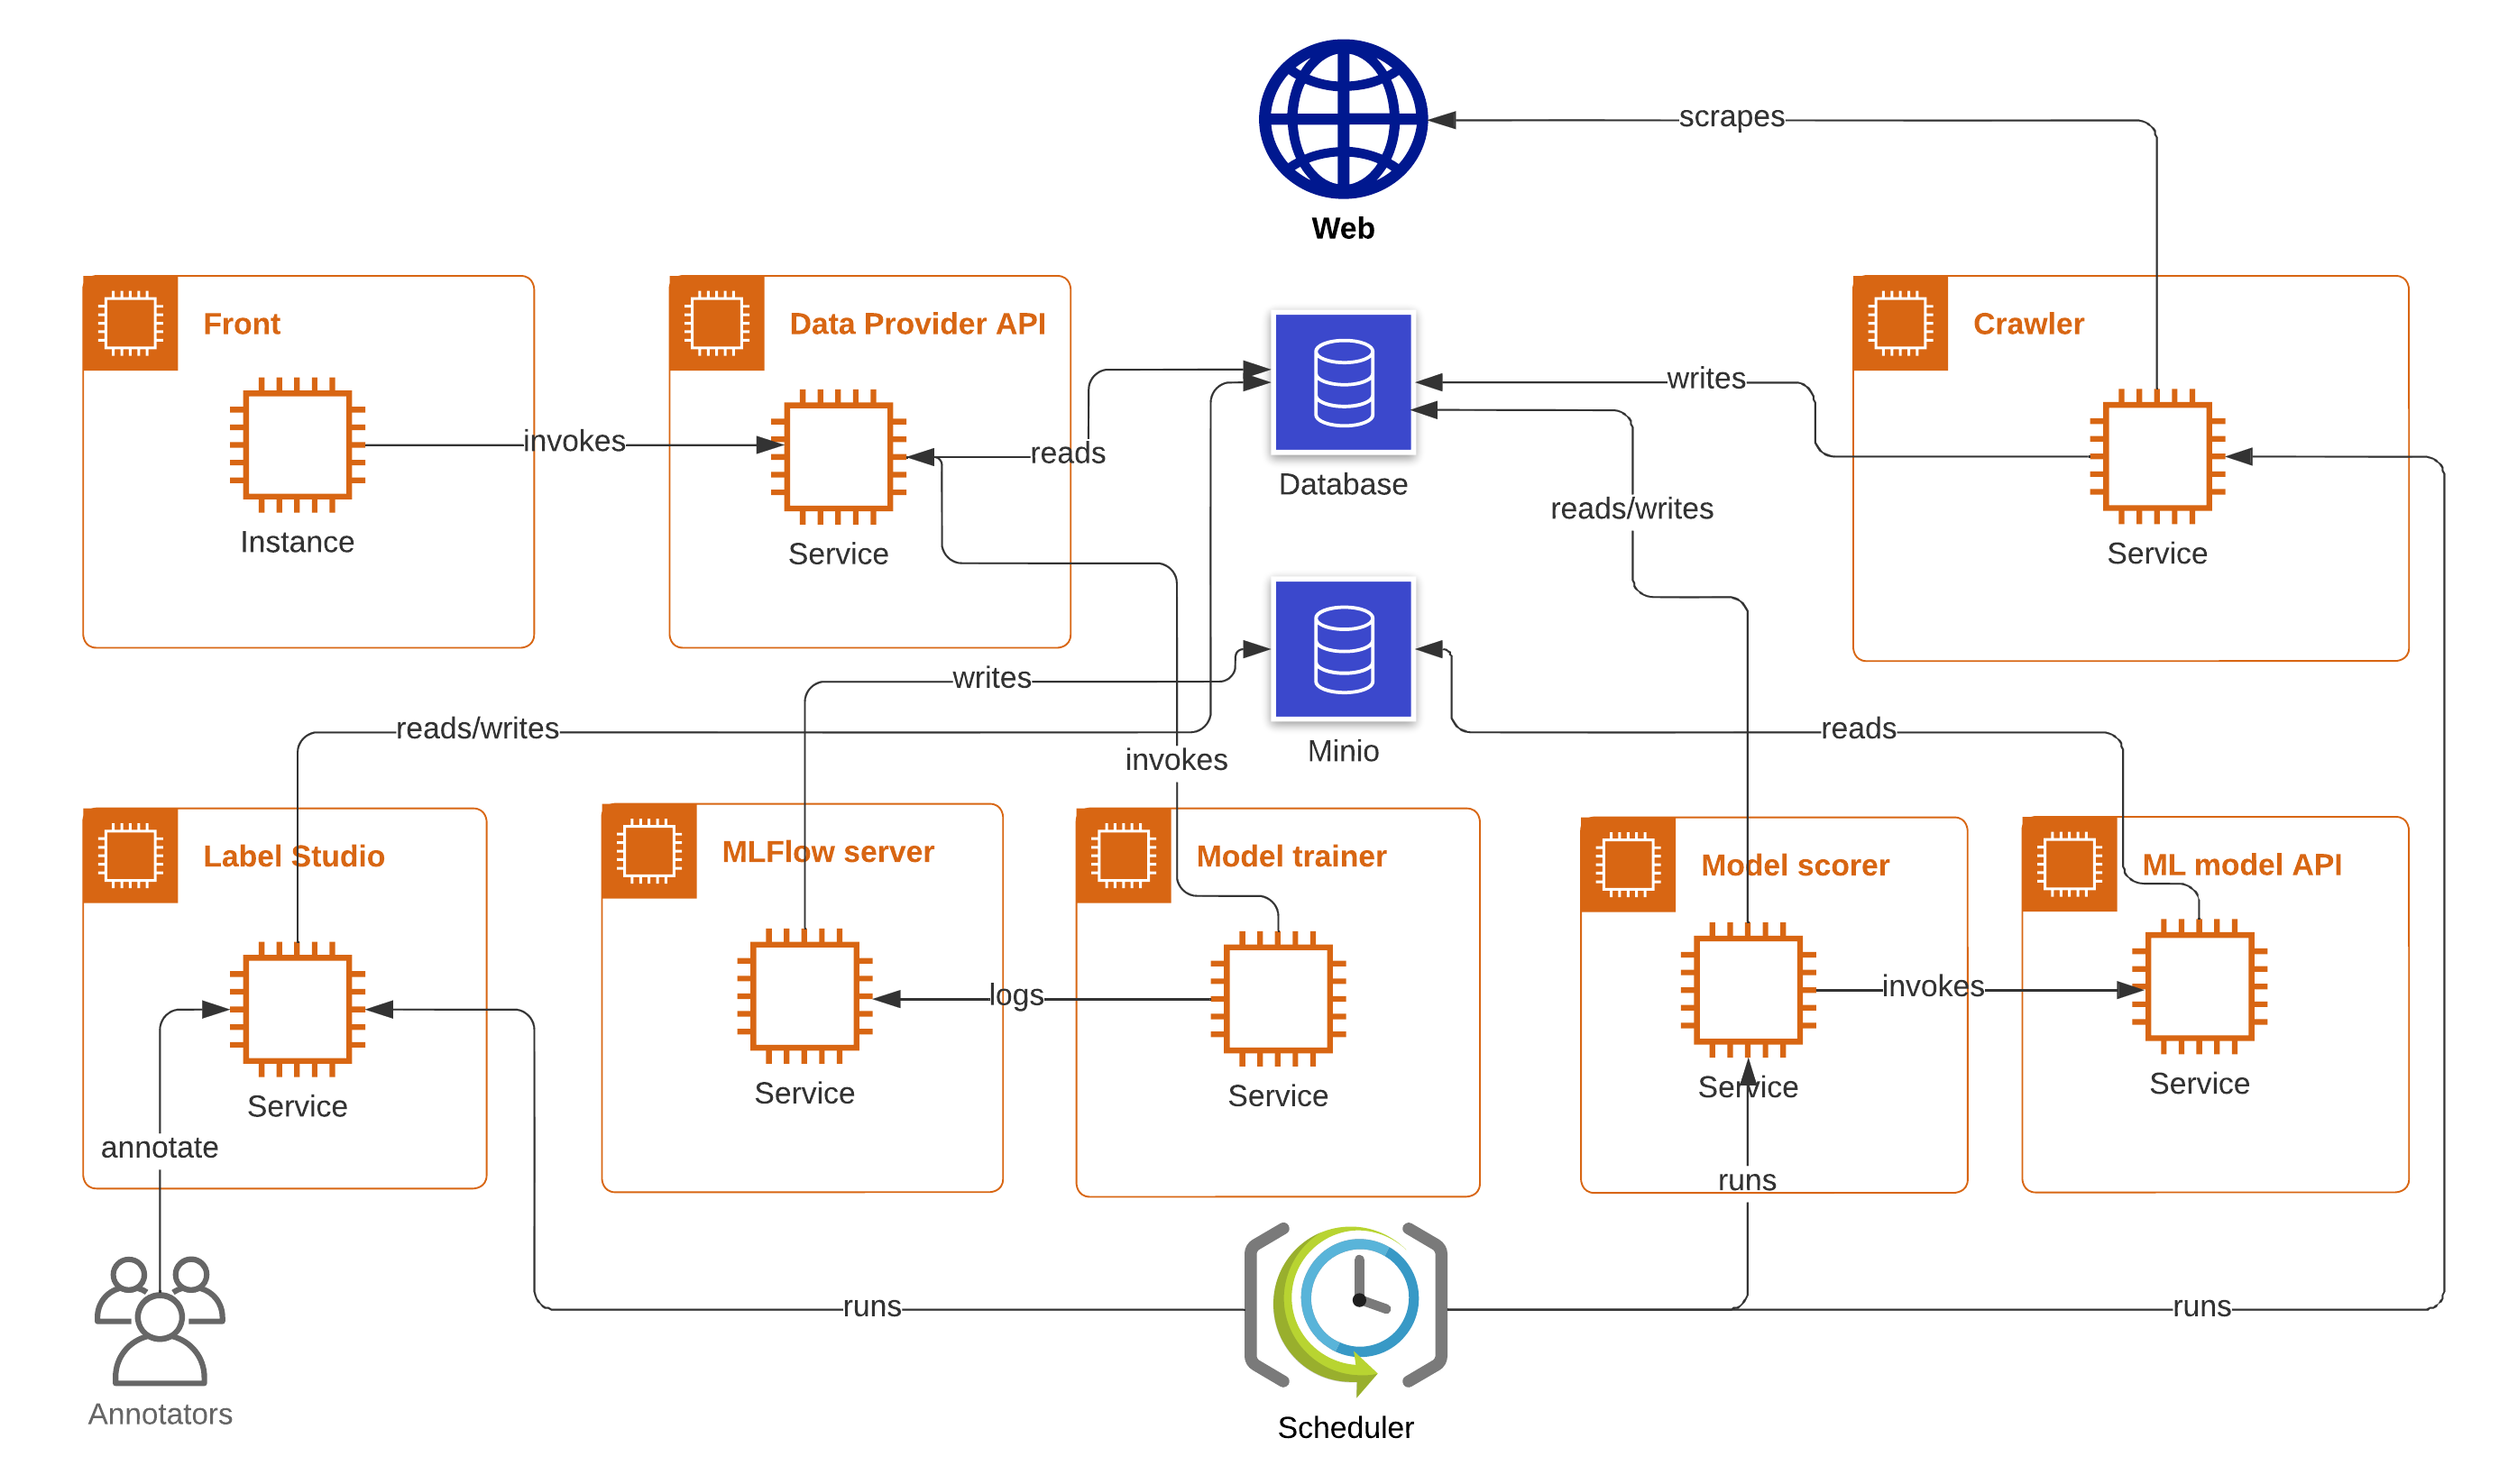 scrapes
Web
Front
Data Provider API
Crawler
writes
invokes
reads
Database
reads/writes
Instance
Service
Service
writes
reads/writes
reads
Minio
invokes
Label Studio
MLFlow server
Model trainer
Model scorer
ML model API
invokes
logs
Service
Service
Service
Service
Service
annotate
runs
runs
runs
Annotators
Scheduler